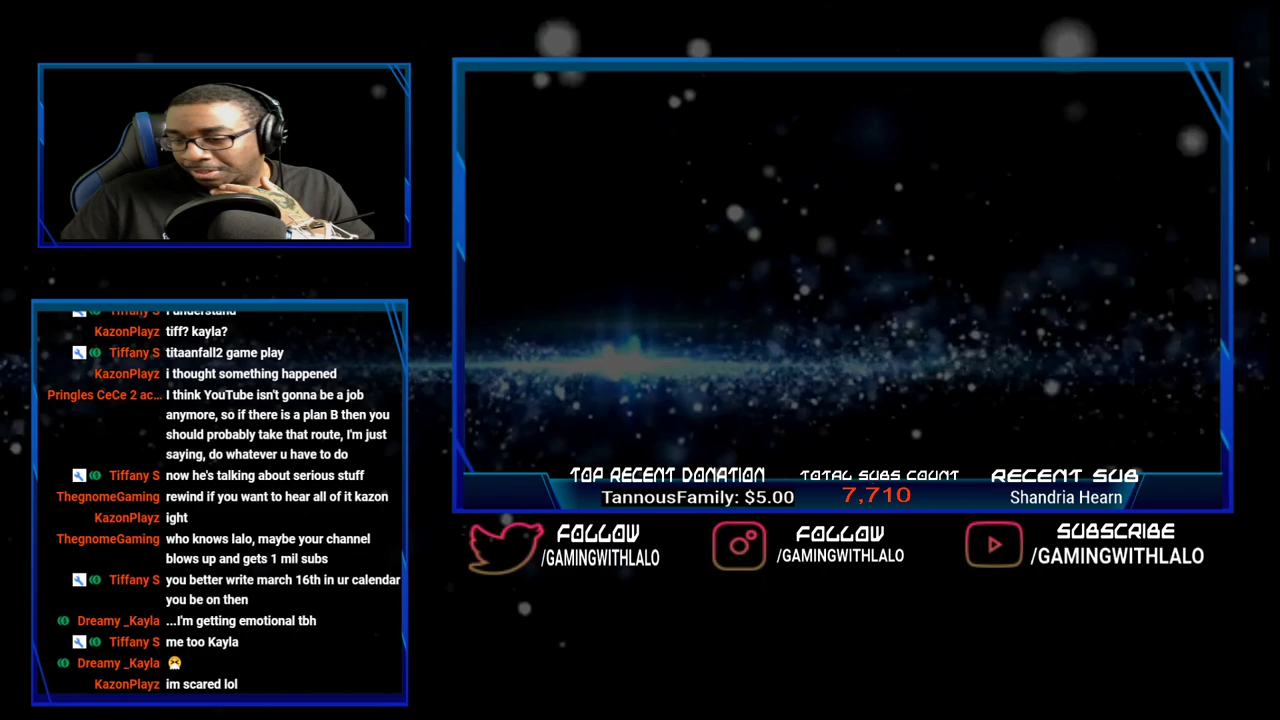 Tiffany S I understand
KazonPlayz tiff? kayla?
Tiffany S titaanfall2 game play
KazonPlayz i thought something happened
Pringles CeCe 2 ac... I think YouTube isn't gonna be a job
anymore, so if there is a plan B then you
should probably take that route, I'm just
saying, do whatever u have to do
Tiffany S now he's talking about serious stuff
ThegnomeGaming rewind if you want to hear all of it kazon
KazonPlayz ight
ThegnomeGaming who knows lalo, maybe your channel
blows up and gets 1 mil subs
Tiffany S you better write march 16th in ur calendar
you be on then
Dreamy _Kayla ...I'm getting emotional tbh
Tiffany S me too Kayla
Dreamy _Kayla 😤
KazonPlayz im scared lol
TOP RECENT DONATION
TannousFamily: $5.00
TOTAL SUBS COUNT
7,710
RECENT SUB
Shandria Hearn
FOLLOW
/GAMINGWITHLALO
FOLLOW
/GAMINGWITHLALO
SUBSCRIBE
/GAMINGWITHLALO